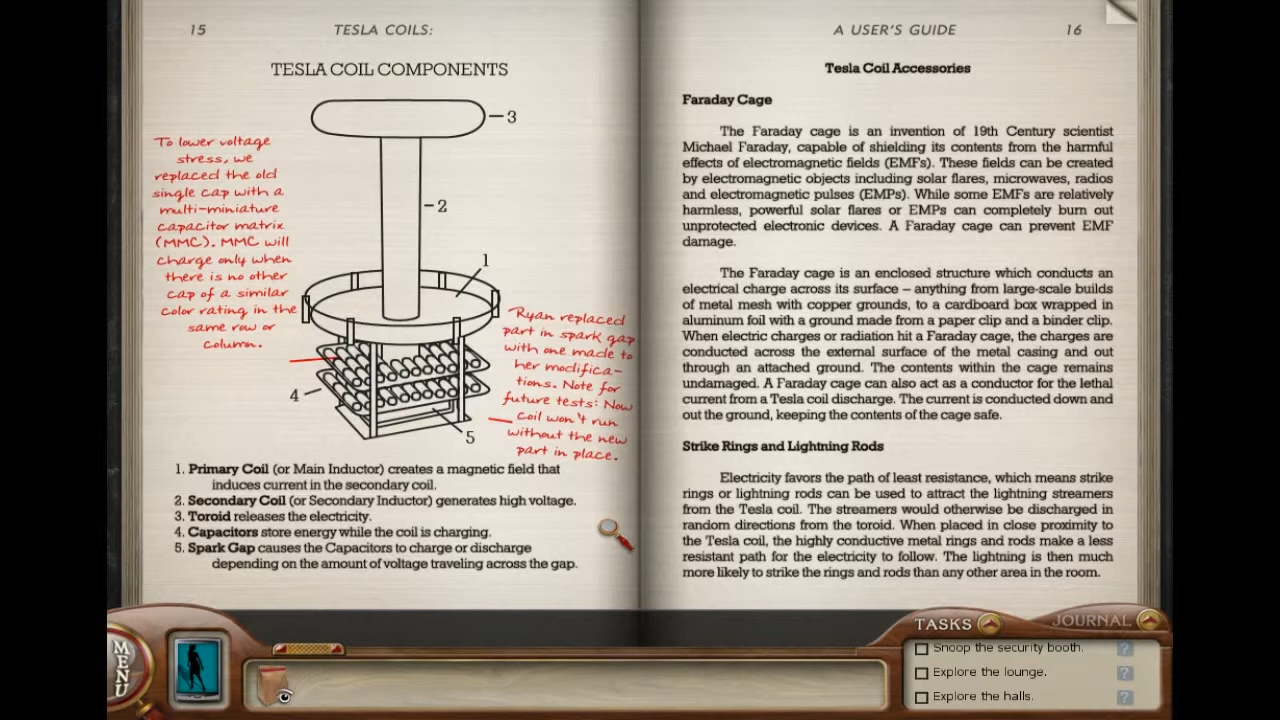 15
TESLA COILS:
TESLA COIL COMPONENTS
3
To lower voltage
stress, we
replaced the old
single cap with a
multi-miniature
capacitor matrix
(MMC). MMC will
charge only when
there is no other
cap of a similar
color rating in the
same row or
column.
2
1
Ryan replaced
part in spark gap
with one made to
her modifica-
tions. Note for
future tests: Now
coil won't run
without the new
part in place.
4
5
1. Primary Coil (or Main Inductor) creates a magnetic field that
induces current in the secondary coil.
2. Secondary Coil (or Secondary Inductor) generates high voltage.
3. Toroid releases the electricity.
4. Capacitors store energy while the coil is charging.
5. Spark Gap causes the Capacitors to charge or discharge
depending on the amount of voltage traveling across the gap.
A USER'S GUIDE
16
Tesla Coil Accessories
Faraday Cage
The Faraday cage is an invention of 19th Century scientist
Michael Faraday, capable of shielding its contents from the harmful
effects of electromagnetic fields (EMFs). These fields can be created
by electromagnetic objects including solar flares, microwaves, radios
and electromagnetic pulses (EMPs). While some EMFs are relatively
harmless, powerful solar flares or EMPs can completely burn out
unprotected electronic devices. A Faraday cage can prevent EMF
damage.
The Faraday cage is an enclosed structure which conducts an
electrical charge across its surface – anything from large-scale builds
of metal mesh with copper grounds, to a cardboard box wrapped in
aluminum foil with a ground made from a paper clip and a binder clip.
When electric charges or radiation hit a Faraday cage, the charges are
conducted across the external surface of the metal casing and out
through an attached ground. The contents within the cage remains
undamaged. A Faraday cage can also act as a conductor for the lethal
current from a Tesla coil discharge. The current is conducted down and
out the ground, keeping the contents of the cage safe.
Strike Rings and Lightning Rods
Electricity favors the path of least resistance, which means strike
rings or lightning rods can be used to attract the lightning streamers
from the Tesla coil. The streamers would otherwise be discharged in
random directions from the toroid. When placed in close proximity to
the Tesla coil, the highly conductive metal rings and rods make a less
resistant path for the electricity to follow. The lightning is then much
more likely to strike the rings and rods than any other area in the room.
MENU
TASKS
JOURNAL
Snoop the security booth. ?
Explore the lounge. ?
Explore the halls. ?